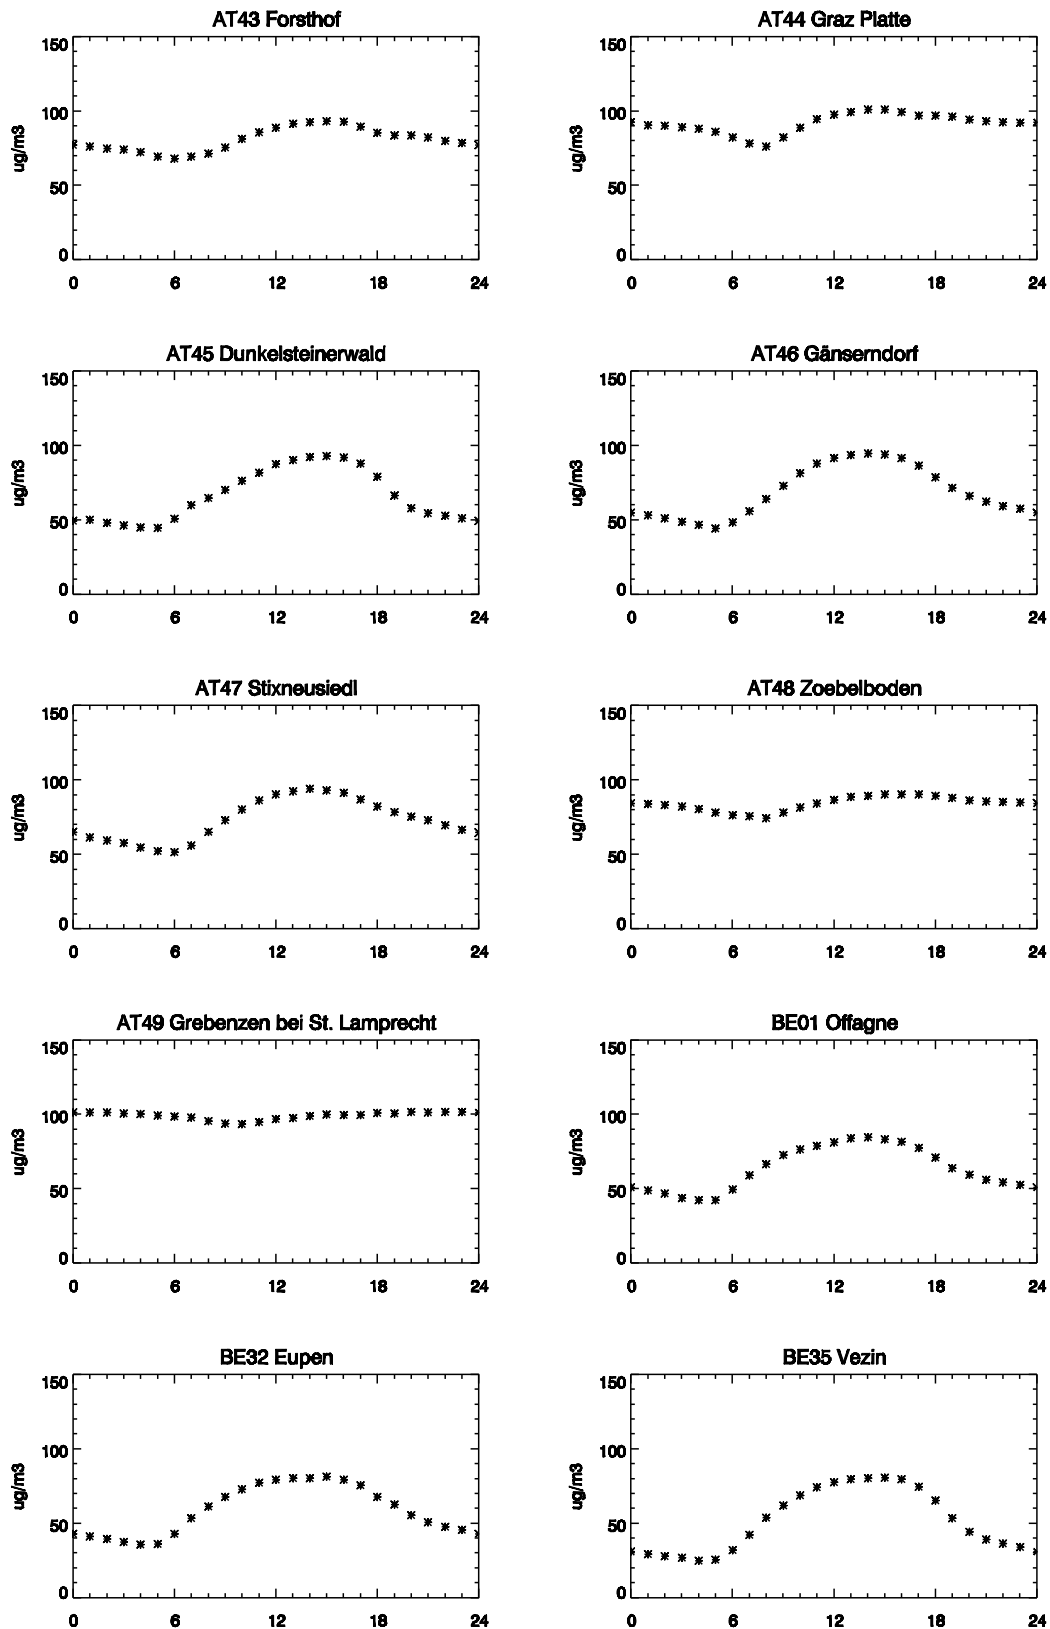 AT43 Forsthof
150
100
50
0
ug/m3
0 6 12 18 24
AT44 Graz Platte
150
100
50
0
ug/m3
0 6 12 18 24
AT45 Dunkelsteinerwald
150
100
50
0
ug/m3
0 6 12 18 24
AT46 Gänserndorf
150
100
50
0
ug/m3
0 6 12 18 24
AT47 Stixneusiedl
150
100
50
0
ug/m3
0 6 12 18 24
AT48 Zoebelboden
150
100
50
0
ug/m3
0 6 12 18 24
AT49 Grebenzen bei St. Lamprecht
150
100
50
0
ug/m3
0 6 12 18 24
BE01 Offagne
150
100
50
0
ug/m3
0 6 12 18 24
BE32 Eupen
150
100
50
0
ug/m3
0 6 12 18 24
BE35 Vezin
150
100
50
0
ug/m3
0 6 12 18 24